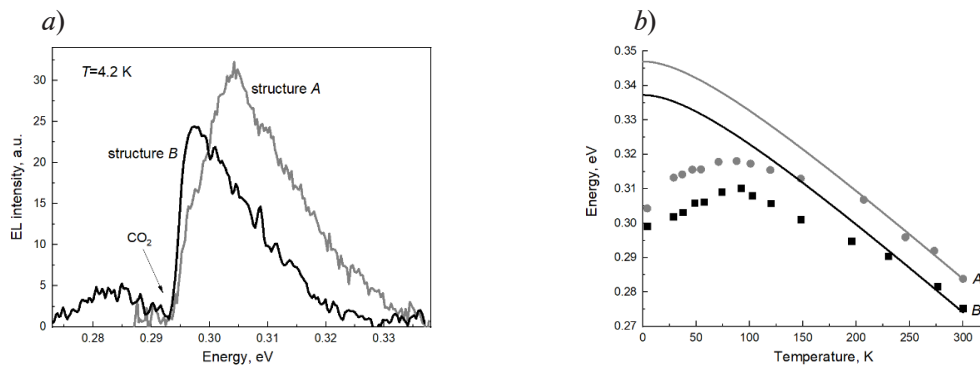 a)
T=4.2 K
structure A
structure B
CO₂
EL intensity, a.u.
0
5
10
15
20
25
30
0.28
0.29
0.30
0.31
0.32
0.33
Energy, eV
b)
0.35
0.34
0.33
0.32
0.31
0.30
0.29
0.28
0.27
Energy, eV
A
B
0
50
100
150
200
250
300
Temperature, K